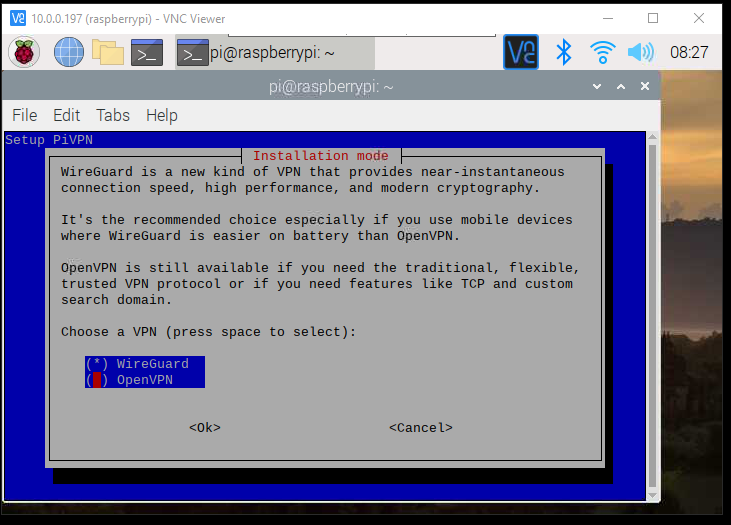 10.0.0.197 (raspberrypi) - VNC Viewer
pi@raspberrypi: ~
08:27
pi@raspberrypi: ~
File Edit Tabs Help
Setup PiVPN
Installation mode
WireGuard is a new kind of VPN that provides near-instantaneous
connection speed, high performance, and modern cryptography.
It's the recommended choice especially if you use mobile devices
where WireGuard is easier on battery than OpenVPN.
OpenVPN is still available if you need the traditional, flexible,
trusted VPN protocol or if you need features like TCP and custom
search domain.
Choose a VPN (press space to select):
(*) WireGuard
( ) OpenVPN
<Ok> <Cancel>